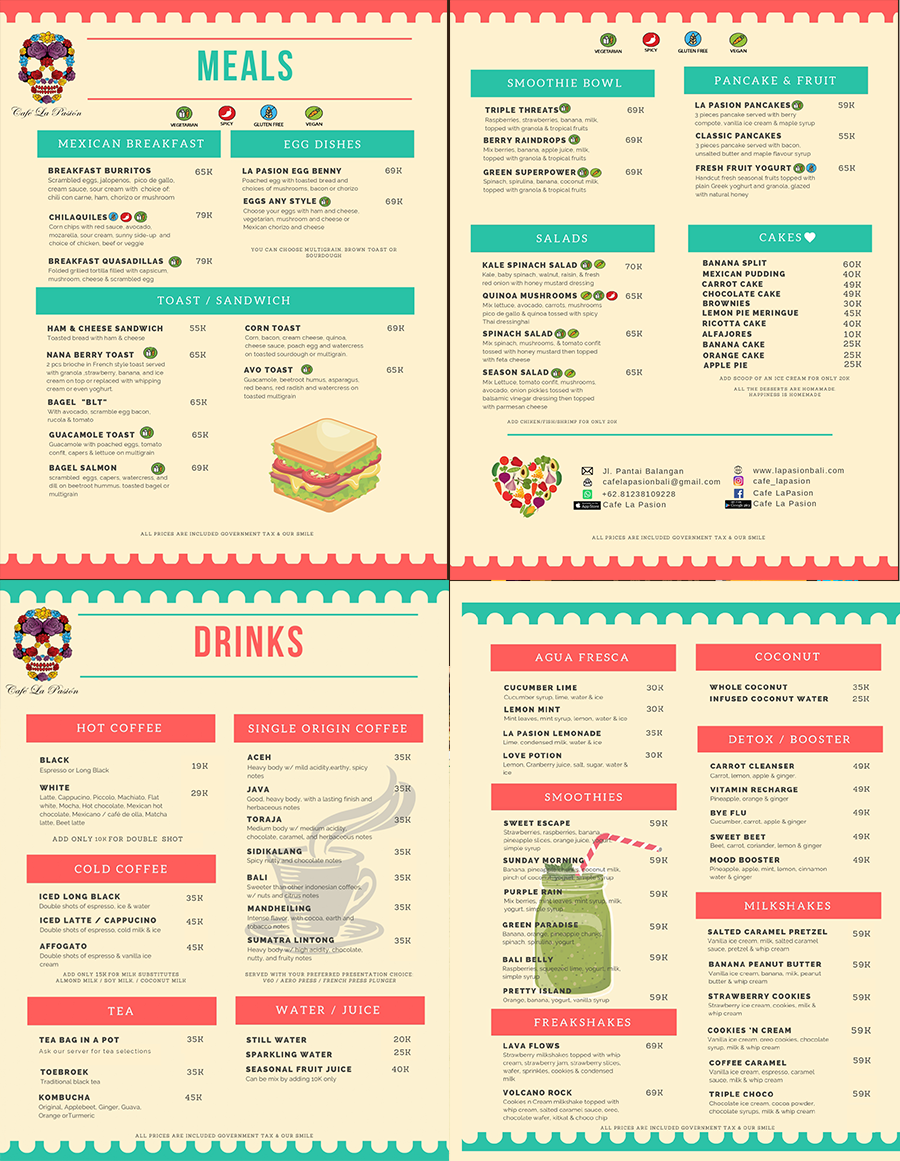 MEALS
Café La Pasión
VEGETARIAN
SPICY
GLUTEN FREE
VEGAN
MEXICAN BREAKFAST
BREAKFAST BURRITOS 65K
Scrambled eggs, jalopenos, pico de gallo,
cream sauce, sour cream with choice of:
chili con carne, ham, chorizo or mushroom
CHILAQUILES 79K
Corn chips with red sauce, avocado,
mozarella, sour cream, sunny side-up and
choice of chicken, beef or veggie
BREAKFAST QUASADILLAS 79K
Folded grilled tortilla filled with capsicum,
mushroom, cheese & scrambled egg
EGG DISHES
LA PASION EGG BENNY 69K
Poached egg with toasted bread and
choices of mushrooms, bacon or chorizo
EGGS ANY STYLE 69K
Choose your eggs with ham and cheese,
vegetarian, mushroom and cheese or
Mexican chorizo and cheese
YOU CAN CHOOSE MULTIGRAIN, BROWN TOAST OR
SOURDOUGH
TOAST / SANDWICH
HAM & CHEESE SANDWICH 55K
Toasted bread with ham & cheese
NANA BERRY TOAST 65K
2 pcs brioche in French style toast served
with granola ,strawberry, banana, and ice
cream on top or replaced with whipping
cream or even yoghurt.
BAGEL "BLT" 65K
With avocado, scramble egg bacon,
rucola & tomato
GUACAMOLE TOAST 65K
Guacamole with poached eggs, tomato
confit, capers & lettuce on multigrain
BAGEL SALMON 69K
scrambled eggs, capers, watercress, and
dill on beetroot hummus, toasted bagel or
multigrain
CORN TOAST 69K
Corn, bacon, cream cheese, quinoa,
cheese sauce, poach egg and watercress
on toasted sourdough or multigrain.
AVO TOAST 65K
Guacamole, beetroot humus, asparagus,
red beans, red radish and watercress on
toasted multigrain
ALL PRICES ARE INCLUDED GOVERNMENT TAX & OUR SMILE
VEGETARIAN
SPICY
GLUTEN FREE
VEGAN
SMOOTHIE BOWL
TRIPLE THREATS 69K
Raspberries, strawberries, banana, milk,
topped with granola & tropical fruits
BERRY RAINDROPS 69K
Mix berries, banana, apple juice, milk,
topped with granola & tropical fruits
GREEN SUPERPOWER 69K
Spinach, spirulina, banana, coconut milk,
topped with granola & tropical fruits
PANCAKE & FRUIT
LA PASION PANCAKES 59K
3 pieces pancake served with berry
compote, vanilla ice cream & maple syrup
CLASSIC PANCAKES 55K
3 pieces pancakes served with bacon,
unsalted butter and maple flavour syrup
FRESH FRUIT YOGURT 65K
Handcut fresh seasonal fruits topped with
plain Greek yoghurt and granola, glazed
with natural honey
SALADS
KALE SPINACH SALAD 70K
Kale, baby spinach, walnut, raisin, & fresh
red onion with honey mustard dressing
QUINOA MUSHROOMS 65K
Mix lettuce, avocado, carrots, mushrooms
pico de gallo & quinoa tossed with spicy
Thai dressinghai
SPINACH SALAD 65K
Mix spinach, mushrooms, & tomato confit
tossed with honey mustard then topped
with feta cheese
SEASON SALAD 65K
Mix Lettuce, tomato confit, mushrooms,
avocado, onion pickles tossed with
balsamic vinegar dressing then topped
with parmesan cheese
ADD CHIKEN/FISH/SHRIMP FOR ONLY 20K
CAKES
BANANA SPLIT 60K
MEXICAN PUDDING 40K
CARROT CAKE 49K
CHOCOLATE CAKE 49K
BROWNIES 30K
LEMON PIE MERINGUE 45K
RICOTTA CAKE 40K
ALFAJORES 10K
BANANA CAKE 25K
ORANGE CAKE 25K
APPLE PIE 25K
ADD SCOOP OF AN ICE CREAM FOR ONLY 20K
ALL THE DESSERTS ARE HOMAMADE
HAPPINESS IS HOMEMADE
Jl. Pantai Balangan
cafelapasionbali@gmail.com
+62.81238109228
Cafe La Pasion
www.lapasionbali.com
cafe_lapasion
Cafe LaPasion
Cafe La Pasion
ALL PRICES ARE INCLUDED GOVERNMENT TAX & OUR SMILE
DRINKS
Café La Pasión
HOT COFFEE
BLACK 19K
Espresso or Long Black
WHITE 29K
Latte, Cappucino, Piccolo, Machiato, Flat
white, Mocha, Hot chocolate, Mexican hot
chocolate, Mexicano / café de olla, Matcha
latte, Beet latte
ADD ONLY 10K FOR DOUBLE SHOT
COLD COFFEE
ICED LONG BLACK 35K
Double shots of espresso, ice & water
ICED LATTE / CAPPUCINO 45K
Double shots of espresso, cold milk & ice
AFFOGATO 45K
Double shots of espresso & vanilla ice
cream
ADD ONLY 15K FOR MILK SUBSTITUTES
ALMOND MILK / SOY MILK / COCONUT MILK
TEA
TEA BAG IN A POT 35K
Ask our server for tea selections
TOEBROEK 35K
Traditional black tea
KOMBUCHA 45K
Original, Applebeet, Ginger, Guava,
Orange orTurmeric
SINGLE ORIGIN COFFEE
ACEH 35K
Heavy body w/ mild acidity,earthy, spicy
notes
JAVA 35K
Good, heavy body, with a lasting finish and
herbaceous notes
TORAJA 35K
Medium body w/ medium acidity,
chocolate, caramel, and herbaceous notes
SIDIKALANG 35K
Spicy nutty and chocolate notes
BALI 35K
Sweeter than other indonesian coffees,
w/ nuts and citrus notes
MANDHEILING 35K
Intense flavor, with cocoa, earth and
tobacco notes
SUMATRA LINTONG 35K
Heavy body w/ high acidity, chocolate,
nutty, and fruity notes
SERVED WITH YOUR PREFERRED PRESENTATION CHOICE
V60 / AERO PRESS / FRENCH PRESS PLUNGER
WATER / JUICE
STILL WATER 20K
SPARKLING WATER 25K
SEASONAL FRUIT JUICE 40K
Can be mix by adding 10K only
ALL PRICES ARE INCLUDED GOVERNMENT TAX & OUR SMILE
AGUA FRESCA
CUCUMBER LIME 30K
Cucumber syrup, lime, water & ice
LEMON MINT 30K
Mint leaves, mint syrup, lemon, water & ice
LA PASION LEMONADE 35K
Lime, condensed milk, water & ice
LOVE POTION 30K
Lemon, Cranberry juice, salt, sugar, water &
ice
SMOOTHIES
SWEET ESCAPE 59K
Strawberries, raspberries, banana,
pineapple slices, orange juice, yogurt,
simple syrup
SUNDAY MORNING 59K
Banana, pineapple chunks, coconut milk,
pinch of coconut, yogurt, simple syrup
PURPLE RAIN 59K
Mix berries, mint leaves, mint syrup, milk,
yogurt, simple syrup
GREEN PARADISE 59K
Banana, orange, pineapple chunks,
spinach, spiruline, yogurt
BALI BELLY 59K
Raspberries, squeezed lime, yogurt, milk,
simple syrup
PRETTY ISLAND 59K
Orange, banana, yogurt, vanilla syrup
FREAKSHAKES
LAVA FLOWS 69K
Strawberry milkshakes topped with whip
cream, strawberry jam, strawberry slices,
wafer, sprinkles, cookies & condensed
milk
VOLCANO ROCK 69K
Cookies n Cream milkshake topped with
whip cream, salted caramel sauce, oreo,
chocolate wafer, kitkat & choco chip
COCONUT
WHOLE COCONUT 35K
INFUSED COCONUT WATER 25K
DETOX / BOOSTER
CARROT CLEANSER 49K
Carrot, lemon, apple & ginger.
VITAMIN RECHARGE 49K
Pineapple, orange & ginger
BYE FLU 49K
Cucumber, carrot, apple & ginger
SWEET BEET 49K
Beet, carrot, coriander, lemon & ginger
MOOD BOOSTER 49K
Pineapple, apple, mint, lemon, cinnamon
water & ginger
MILKSHAKES
SALTED CARAMEL PRETZEL 59K
Vanilla ice cream, milk, salted caramel
sauce, pretzel & whip cream
BANANA PEANUT BUTTER 59K
Vanilla ice cream, banana, milk, peanut
butter & whip cream
STRAWBERRY COOKIES 59K
Strawberry ice cream, cookies, milk &
whip cream
COOKIES 'N CREAM 59K
Vanilla ice cream, oreo cookies, chocolate
syrup, milk & whip cream
COFFEE CARAMEL 59K
Vanilla ice cream, espresso, caramel
sauce, milk & whip cream
TRIPLE CHOCO 59K
Chocolate ice cream, cocoa powder,
chocolate syrups, milk & whip cream
ALL PRICES ARE INCLUDED GOVERNMENT TAX & OUR SMILE